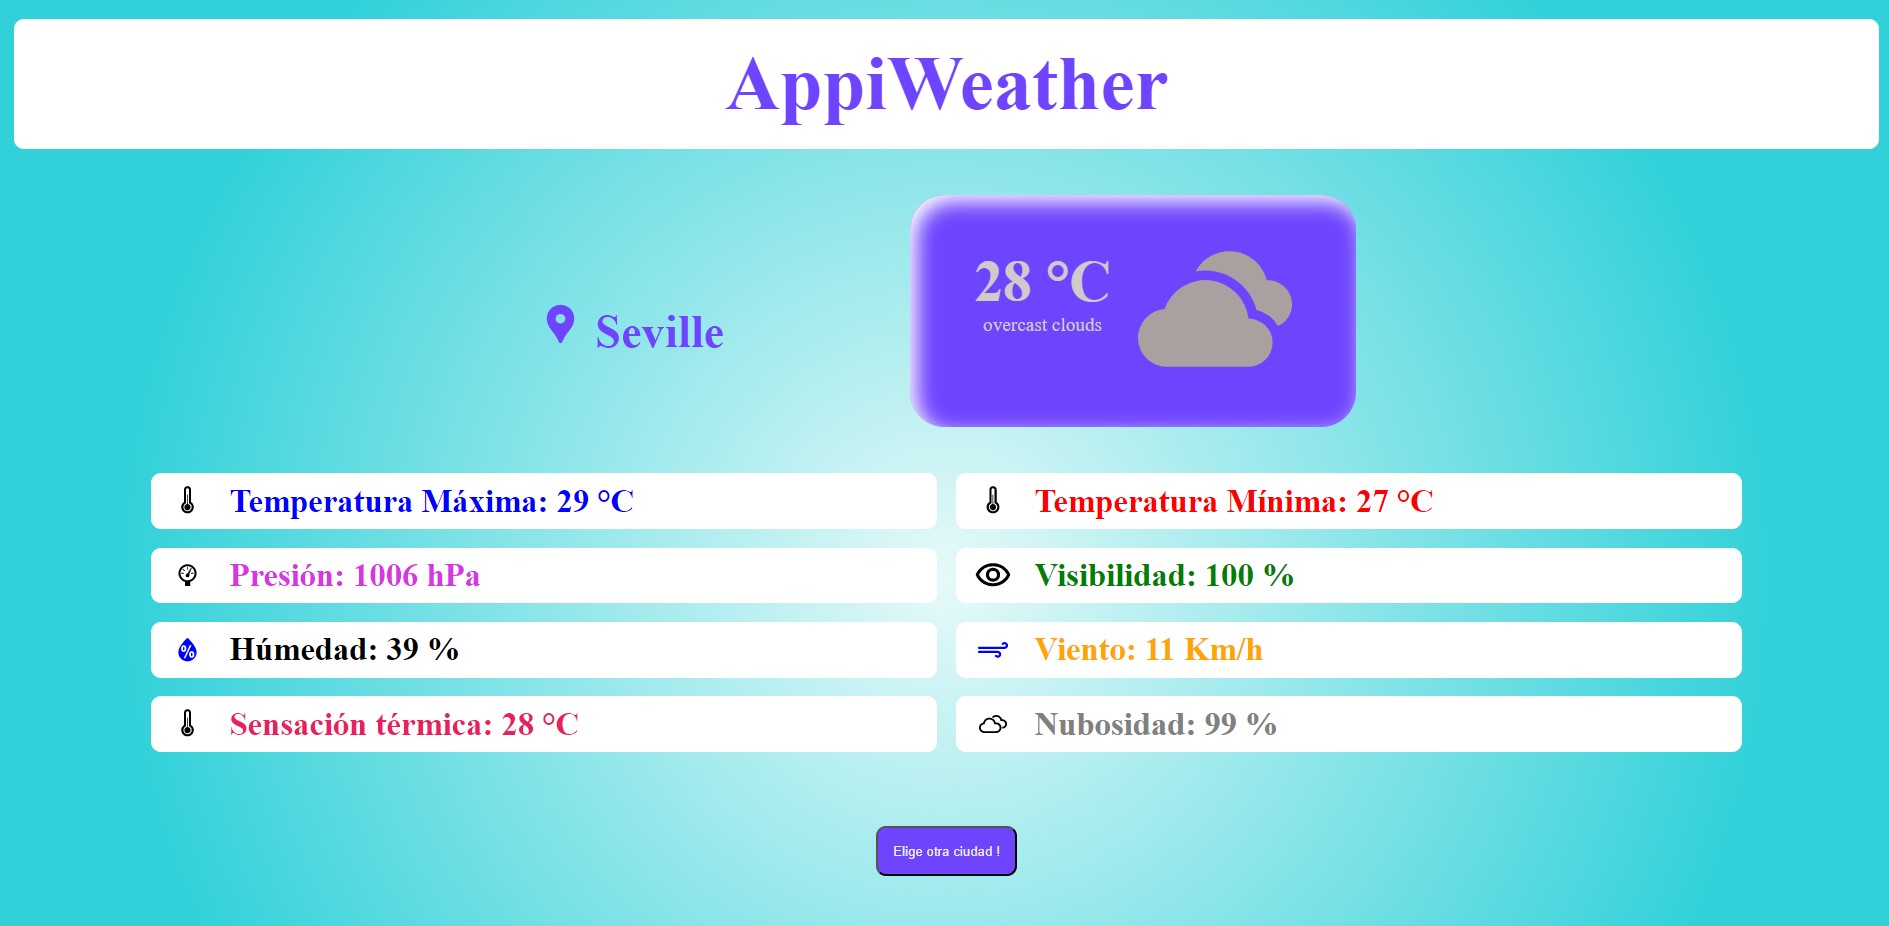 AppiWeather
Seville
28 °C
overcast clouds
Temperatura Máxima: 29 °C
Temperatura Mínima: 27 °C
Presión: 1006 hPa
Visibilidad: 100 %
%
Húmedad: 39 %
Viento: 11 Km/h
Sensación térmica: 28 °C
Nubosidad: 99 %
Elige otra ciudad !